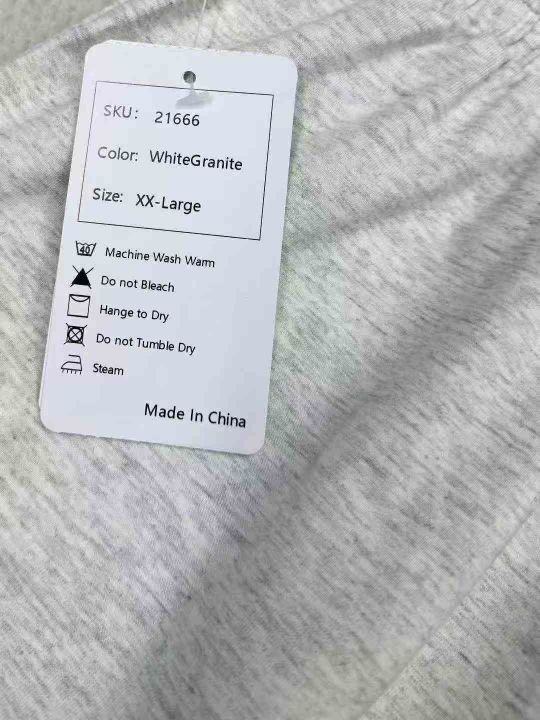 SKU: 21666
Color: WhiteGranite
Size: XX-Large
40 Machine Wash Warm
Do not Bleach
Hange to Dry
Do not Tumble Dry
Steam
Made In China